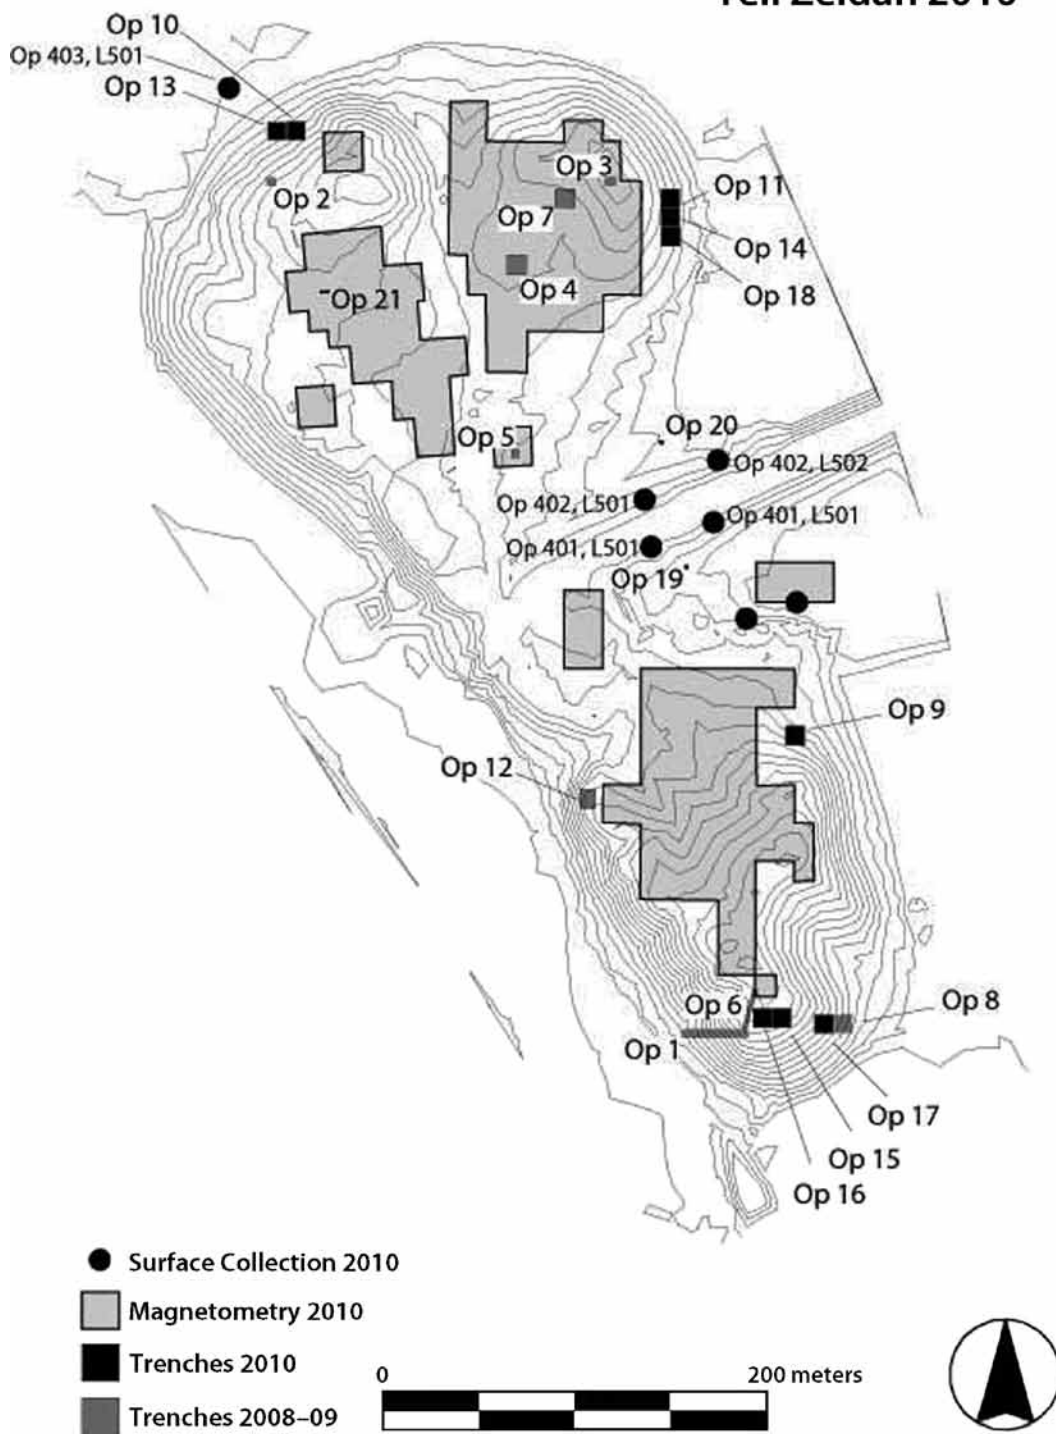 Tell Zeidan 2010
Op 10
Op 403, L501
Op 13
Op 2
Op 3
Op 7
Op 4
Op 21
Op 11
Op 14
Op 18
Op 5
Op 20
Op 402, L502
Op 402, L501
Op 401, L501
Op 401, L501
Op 19
Op 9
Op 12
Op 6
Op 8
Op 1
Op 17
Op 15
Op 16
Surface Collection 2010
Magnetometry 2010
Trenches 2010
Trenches 2008–09
0 200 meters